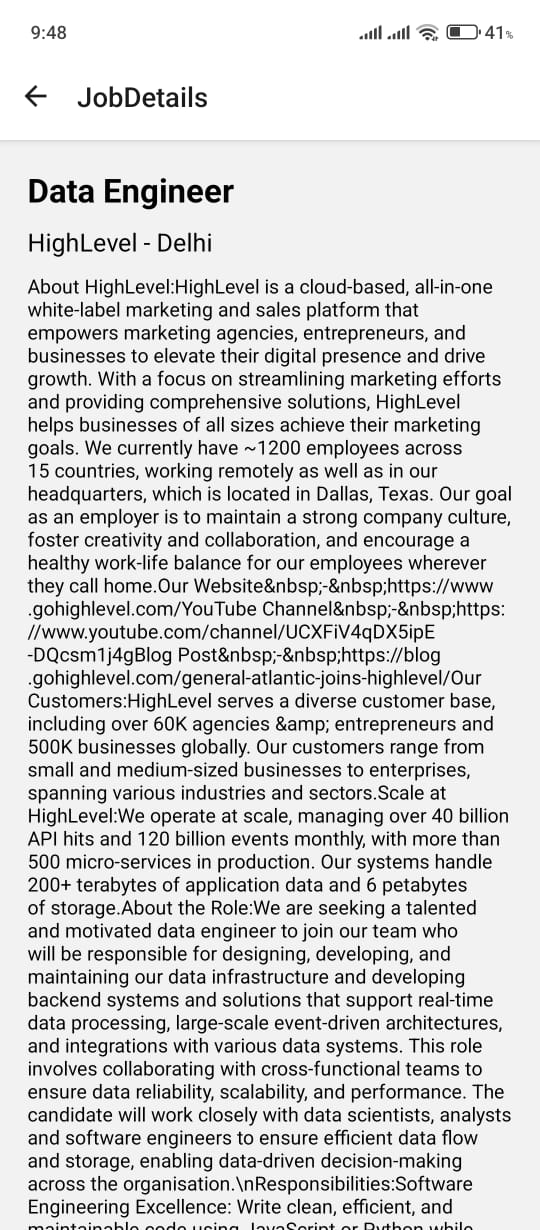 9:48
41%
JobDetails
Data Engineer
HighLevel - Delhi
About HighLevel:HighLevel is a cloud-based, all-in-one
white-label marketing and sales platform that
empowers marketing agencies, entrepreneurs, and
businesses to elevate their digital presence and drive
growth. With a focus on streamlining marketing efforts
and providing comprehensive solutions, HighLevel
helps businesses of all sizes achieve their marketing
goals. We currently have ~1200 employees across
15 countries, working remotely as well as in our
headquarters, which is located in Dallas, Texas. Our goal
as an employer is to maintain a strong company culture,
foster creativity and collaboration, and encourage a
healthy work-life balance for our employees wherever
they call home.Our Website&nbsp;-&nbsp;https://www
.gohighlevel.com/YouTube Channel&nbsp;-&nbsp;https:
//www.youtube.com/channel/UCXFiV4qDX5ipE
-DQcsm1j4gBlog Post&nbsp;-&nbsp;https://blog
.gohighlevel.com/general-atlantic-joins-highlevel/Our
Customers:HighLevel serves a diverse customer base,
including over 60K agencies &amp; entrepreneurs and
500K businesses globally. Our customers range from
small and medium-sized businesses to enterprises,
spanning various industries and sectors.Scale at
HighLevel:We operate at scale, managing over 40 billion
API hits and 120 billion events monthly, with more than
500 micro-services in production. Our systems handle
200+ terabytes of application data and 6 petabytes
of storage.About the Role:We are seeking a talented
and motivated data engineer to join our team who
will be responsible for designing, developing, and
maintaining our data infrastructure and developing
backend systems and solutions that support real-time
data processing, large-scale event-driven architectures,
and integrations with various data systems. This role
involves collaborating with cross-functional teams to
ensure data reliability, scalability, and performance. The
candidate will work closely with data scientists, analysts
and software engineers to ensure efficient data flow
and storage, enabling data-driven decision-making
across the organisation.\nResponsibilities:Software
Engineering Excellence: Write clean, efficient, and
maintainable code using JavaScript or Python while